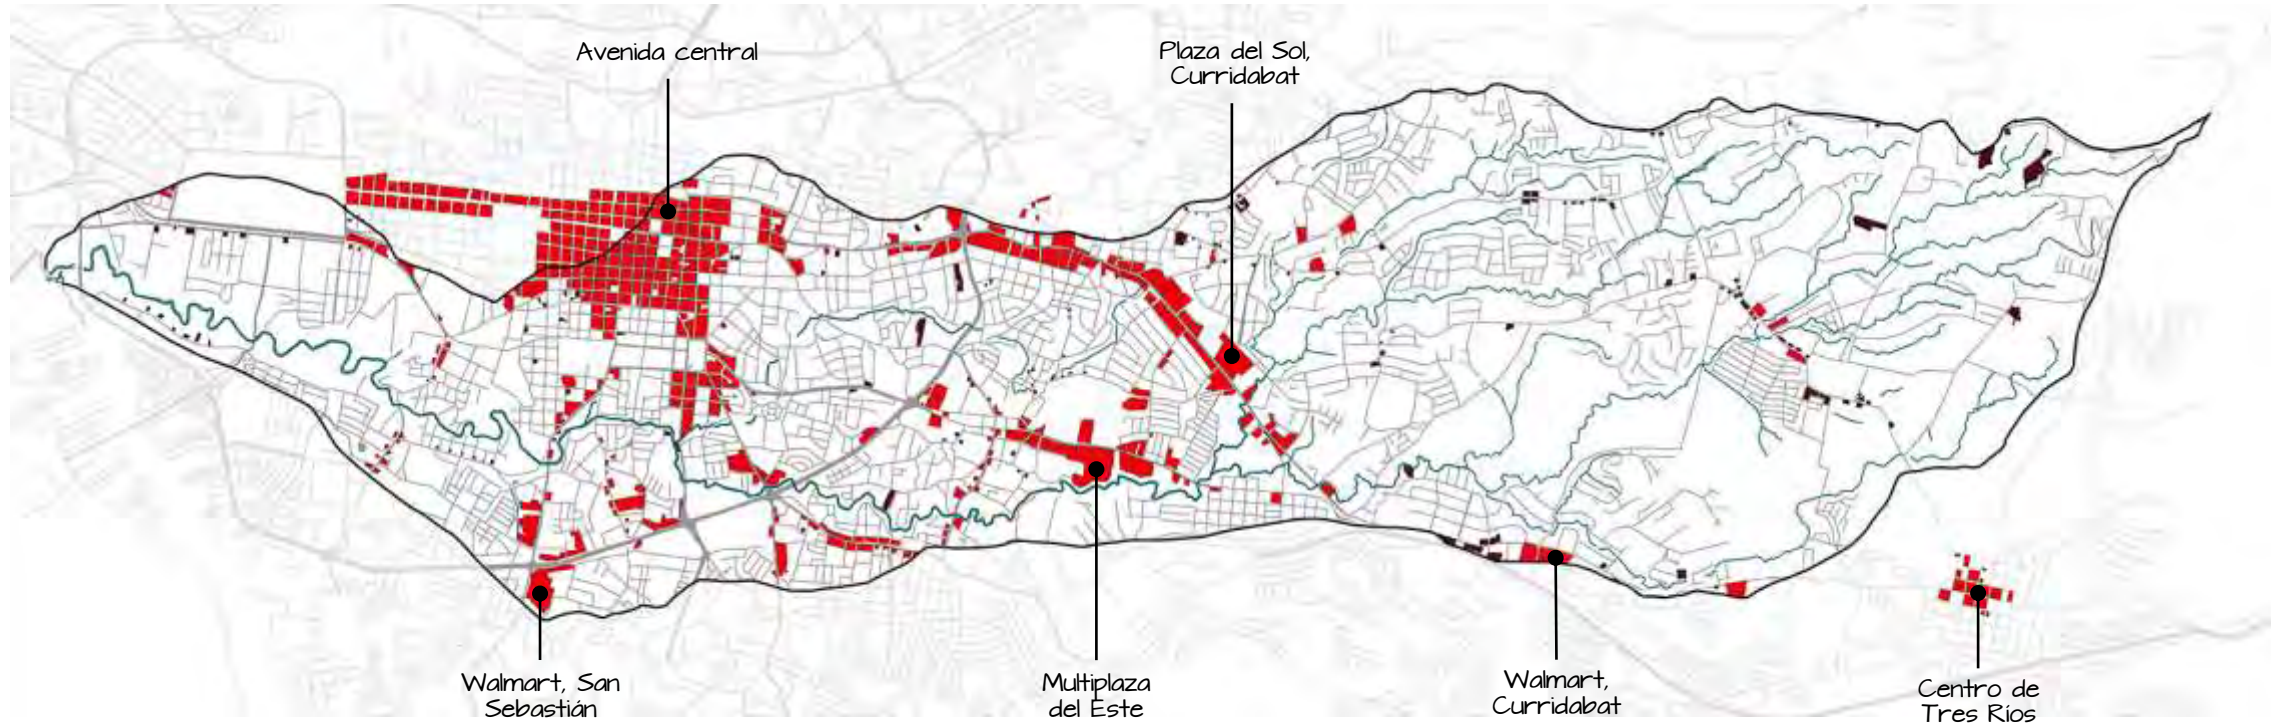 Avenida central
Plaza del Sol,
Curridabat
Walmart, San
Sebastián
Multiplaza
del Este
Walmart,
Curridabat
Centro de
Tres Ríos